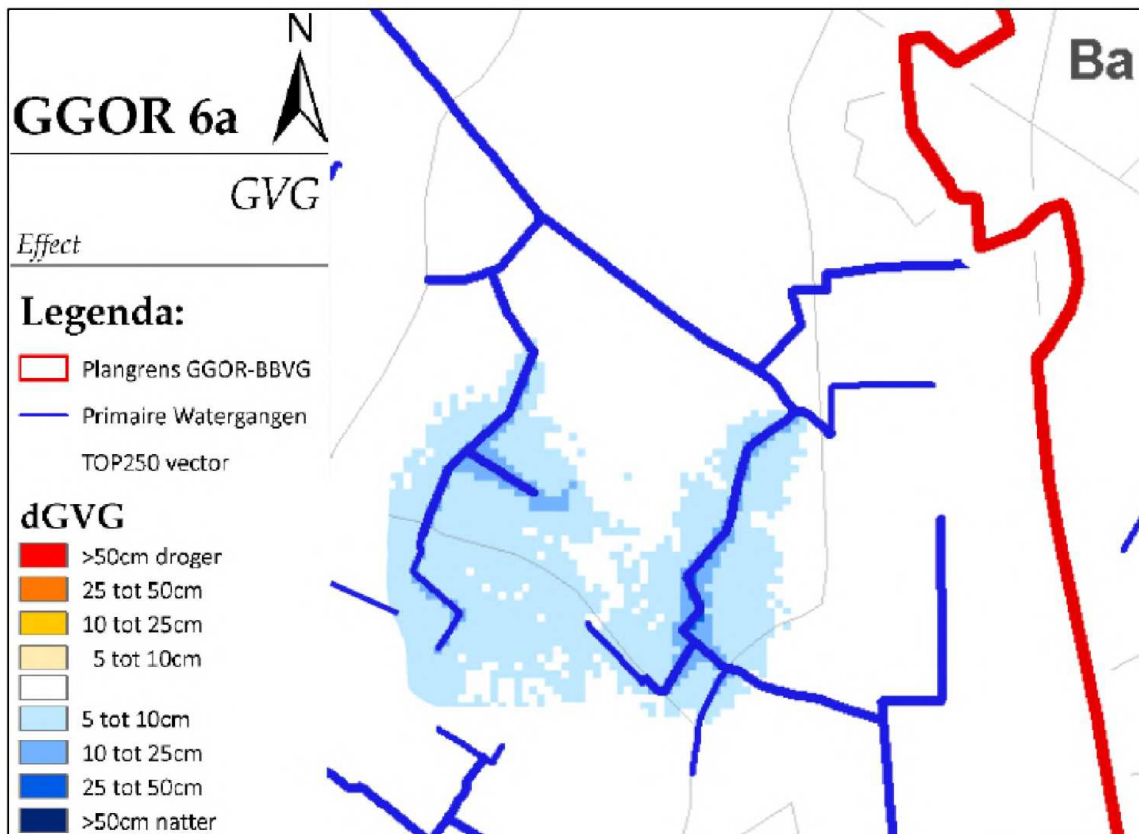 N
GGOR 6a
GVG
Effect
Legenda:
Plangrens GGOR-BBVG
Primaire Watergangen
TOP250 vector
dGVG
>50cm droger
25 tot 50cm
10 tot 25cm
5 tot 10cm
5 tot 10cm
10 tot 25cm
25 tot 50cm
>50cm natter
Ba